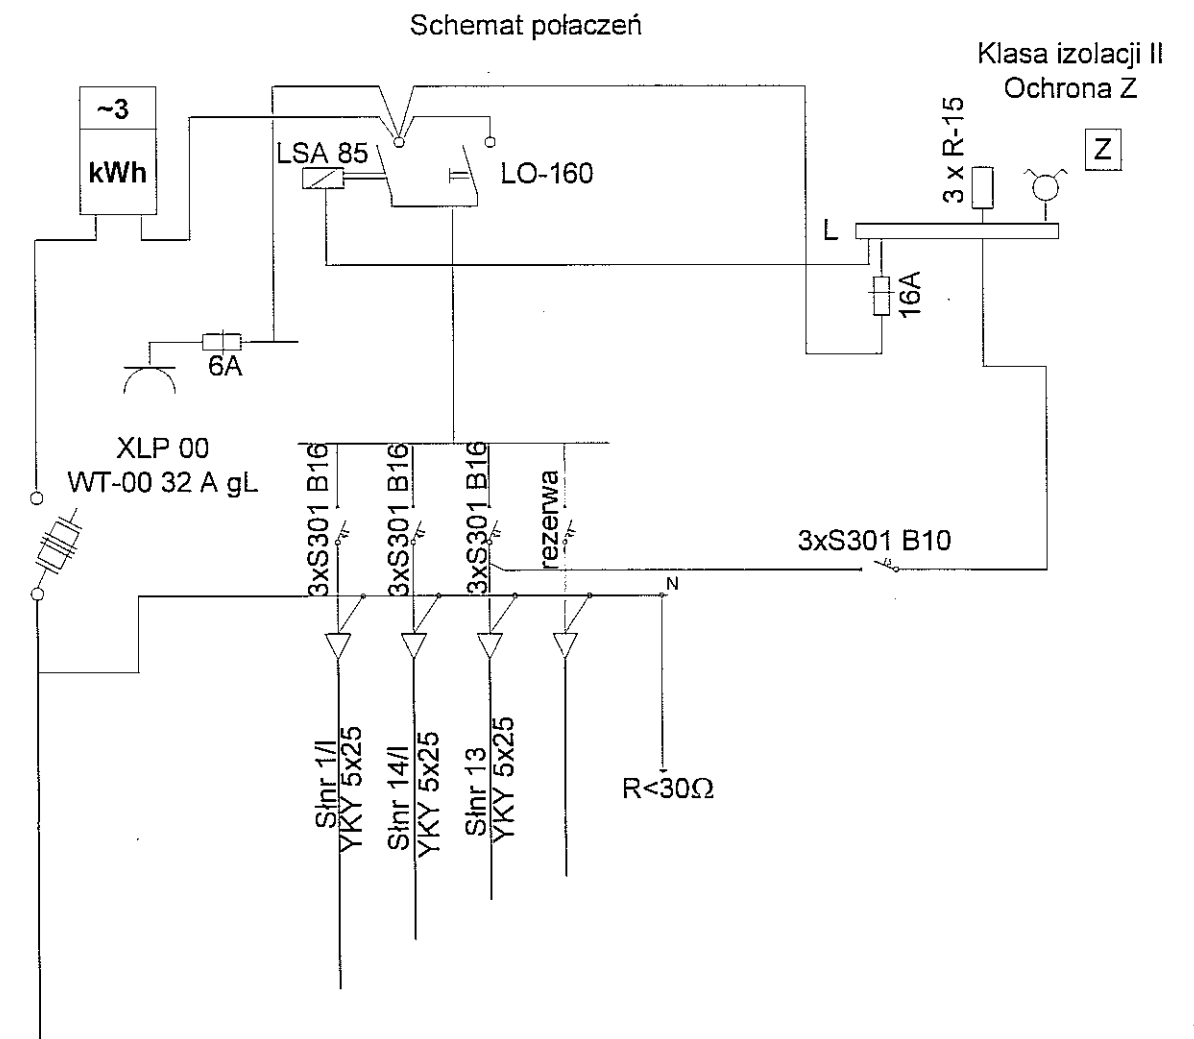 Schemat połaczeń
Klasa izolacji II
Ochrona Z
~3
kWh
LSA 85
LO-160
3 x R-15
Z
L
16A
6A
XLP 00
WT-00 32 A gL
3xS301 B16
3xS301 B16
3xS301 B16
rezerwa
3xS301 B10
N
Słnr 1/I
YKY 5x25
Słnr 14/I
YKY 5x25
Słnr 13
YKY 5x25
R<30Ω